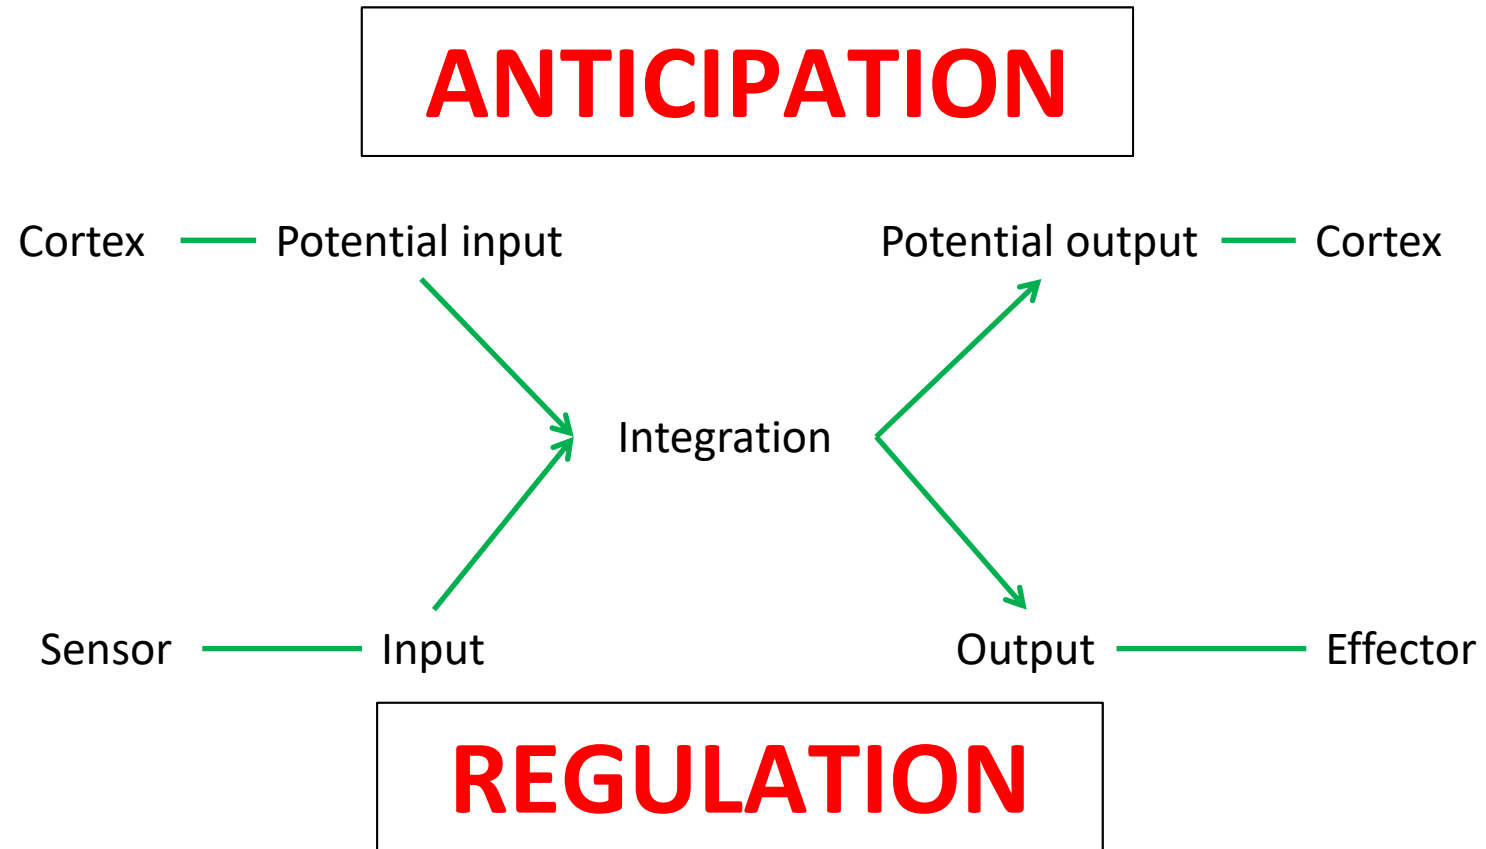 ANTICIPATION
Cortex Potential input Potential output Cortex
Integration
Sensor Input Output Effector
REGULATION